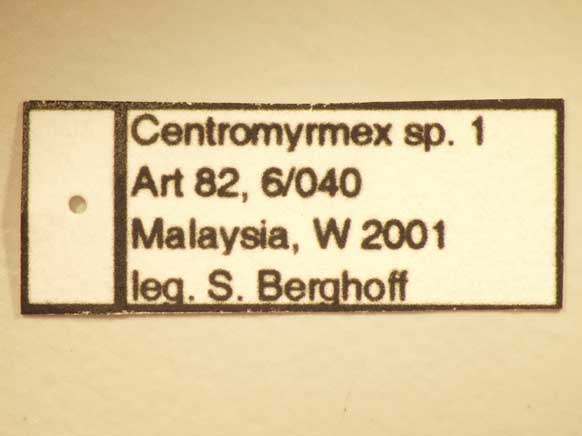 Centromyrmex sp. 1
Art 82, 6/040
Malaysia, W 2001
leg. S. Berghoff